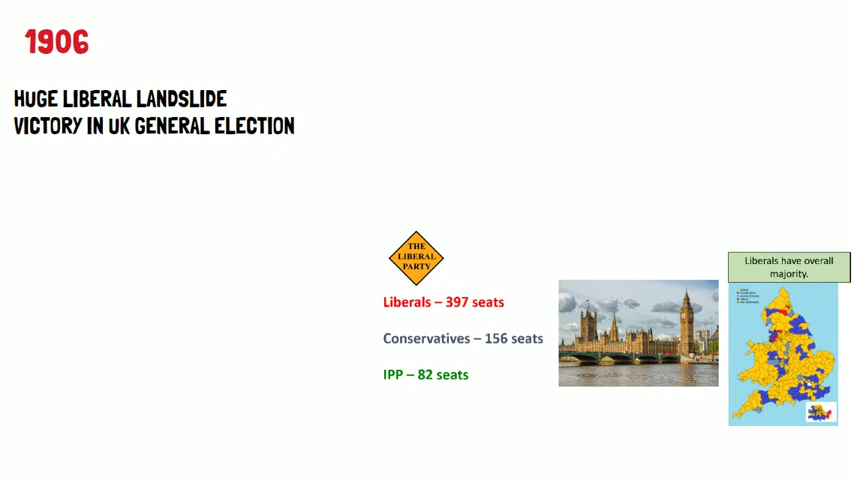 1906
HUGE LIBERAL LANDSLIDE
VICTORY IN UK GENERAL ELECTION
THE
LIBERAL
PARTY
Liberals – 397 seats
Conservatives – 156 seats
IPP – 82 seats
Liberals have overall
majority.